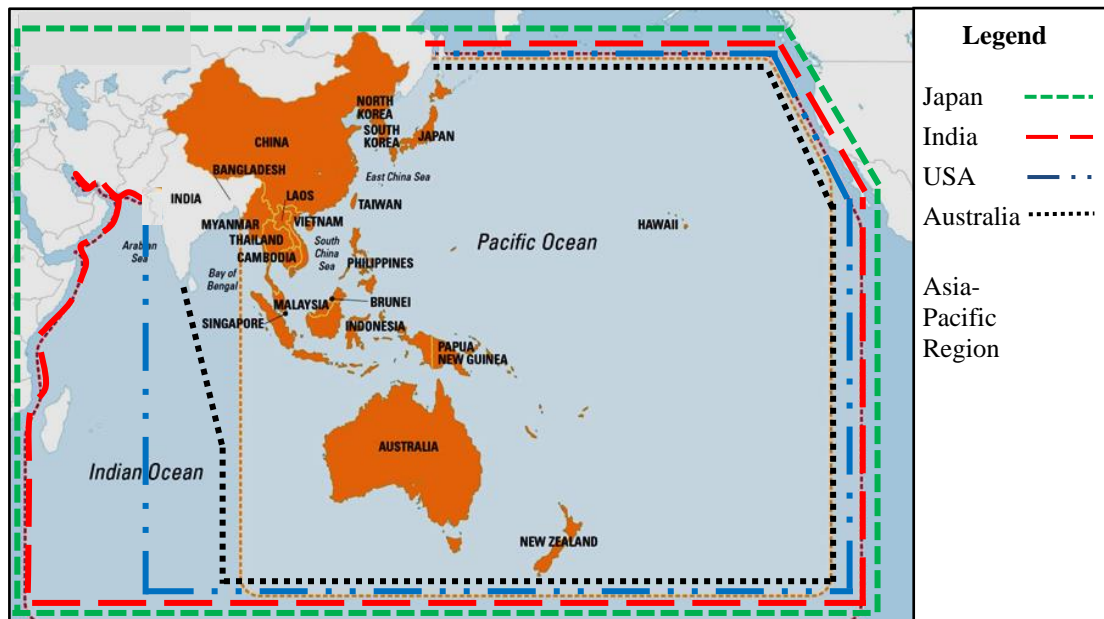 NORTH
KOREA
SOUTH
KOREA
JAPAN
CHINA
BANGLADESH
East China Sea
INDIA
LAOS
TAIWAN
MYANMAR
VIETNAM
THAILAND
South
China
Sea
CAMBODIA
Arabian
Sea
Bay of
Bengal
PHILIPPINES
Pacific Ocean
HAWAII
MALAYSIA
BRUNEI
SINGAPORE
INDONESIA
PAPUA
NEW GUINEA
AUSTRALIA
Indian Ocean
NEW ZEALAND
Legend
Japan
India
USA
Australia
Asia-
Pacific
Region